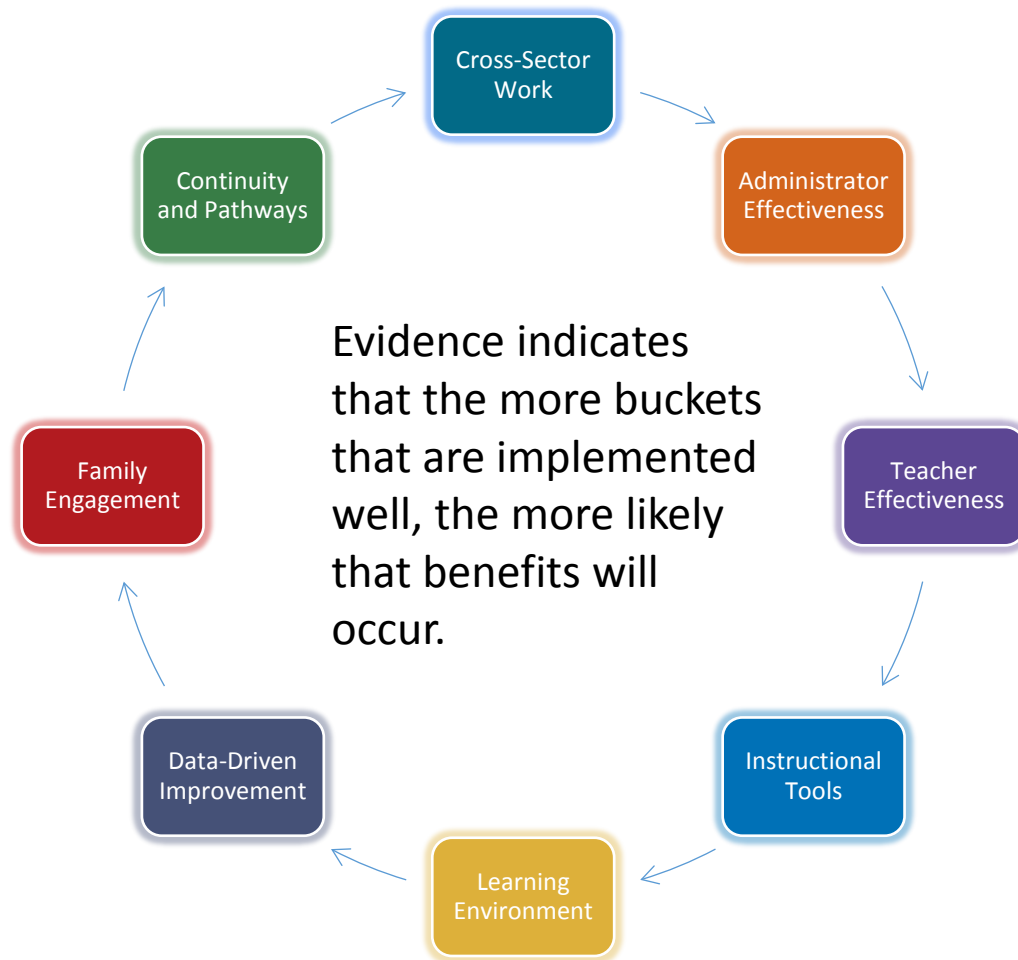 Cross-Sector
Work
Administrator
Effectiveness
Teacher
Effectiveness
Instructional
Tools
Learning
Environment
Data-Driven
Improvement
Family
Engagement
Continuity
and Pathways
Evidence indicates
that the more buckets
that are implemented
well, the more likely
that benefits will
occur.